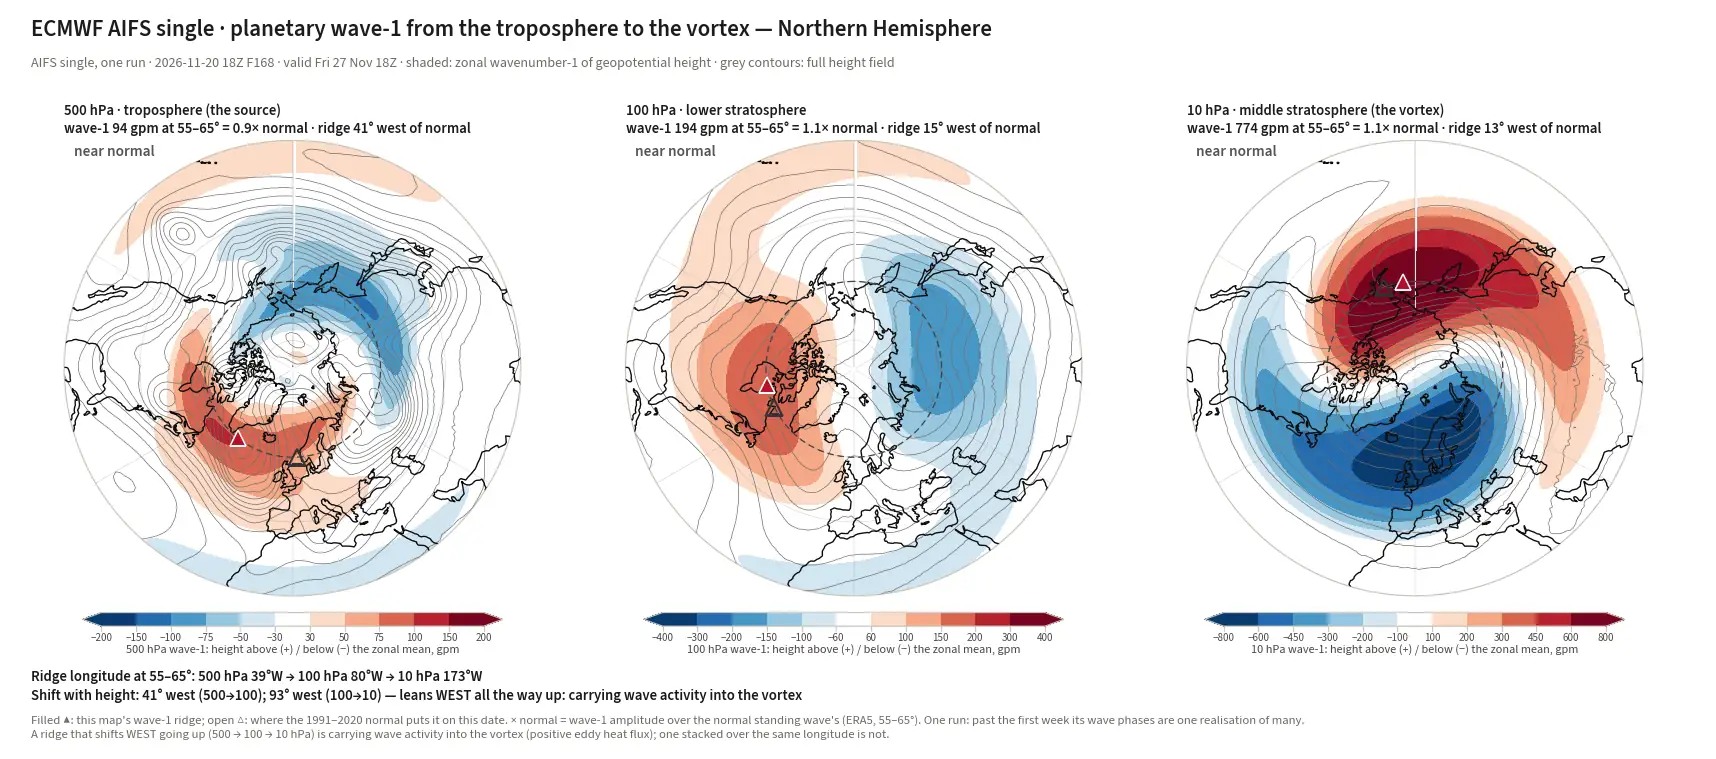 ECMWF AIFS single · planetary wave-1 from the troposphere to the vortex — Northern Hemisphere
AIFS single, one run · 2026-11-20 18Z F168 · valid Fri 27 Nov 18Z · shaded: zonal wavenumber-1 of geopotential height · grey contours: full height field
500 hPa · troposphere (the source)
wave-1 94 gpm at 55–65° = 0.9× normal · ridge 41° west of normal
near normal
100 hPa · lower stratosphere
wave-1 194 gpm at 55–65° = 1.1× normal · ridge 15° west of normal
near normal
10 hPa · middle stratosphere (the vortex)
wave-1 774 gpm at 55–65° = 1.1× normal · ridge 13° west of normal
near normal
−200 −150 −100 −75 −50 −30 30 50 75 100 150 200
500 hPa wave-1: height above (+) / below (−) the zonal mean, gpm
−400 −300 −200 −150 −100 −60 60 100 150 200 300 400
100 hPa wave-1: height above (+) / below (−) the zonal mean, gpm
−800 −600 −450 −300 −200 −100 100 200 300 450 600 800
10 hPa wave-1: height above (+) / below (−) the zonal mean, gpm
Ridge longitude at 55–65°: 500 hPa 39°W → 100 hPa 80°W → 10 hPa 173°W
Shift with height: 41° west (500→100); 93° west (100→10) — leans WEST all the way up: carrying wave activity into the vortex
Filled ▲: this map's wave-1 ridge; open △: where the 1991–2020 normal puts it on this date. × normal = wave-1 amplitude over the normal standing wave's (ERA5, 55–65°). One run: past the first week its wave phases are one realisation of many.
A ridge that shifts WEST going up (500 → 100 → 10 hPa) is carrying wave activity into the vortex (positive eddy heat flux); one stacked over the same longitude is not.